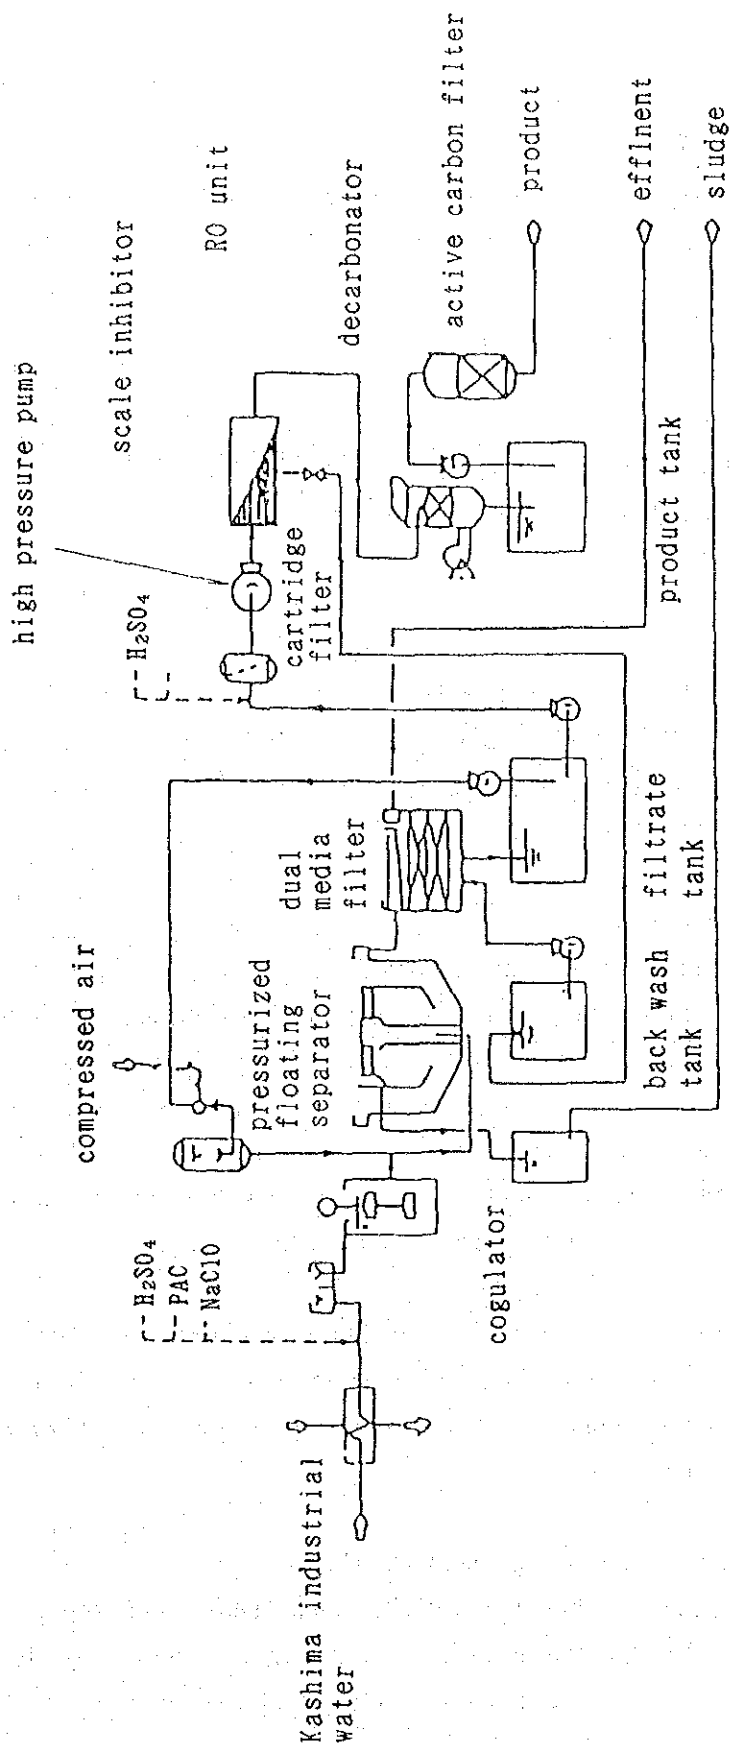 Kashima industrial
water
H₂SO₄
PAC
NaClO
cogulator
compressed air
pressurized
floating
separator
dual
media
filter
back wash
tank
filtrate
tank
H₂SO₄
cartridge
filter
high pressure pump
scale inhibitor
RO unit
decarbonator
active carbon filter
product tank
product
efflnent
sludge